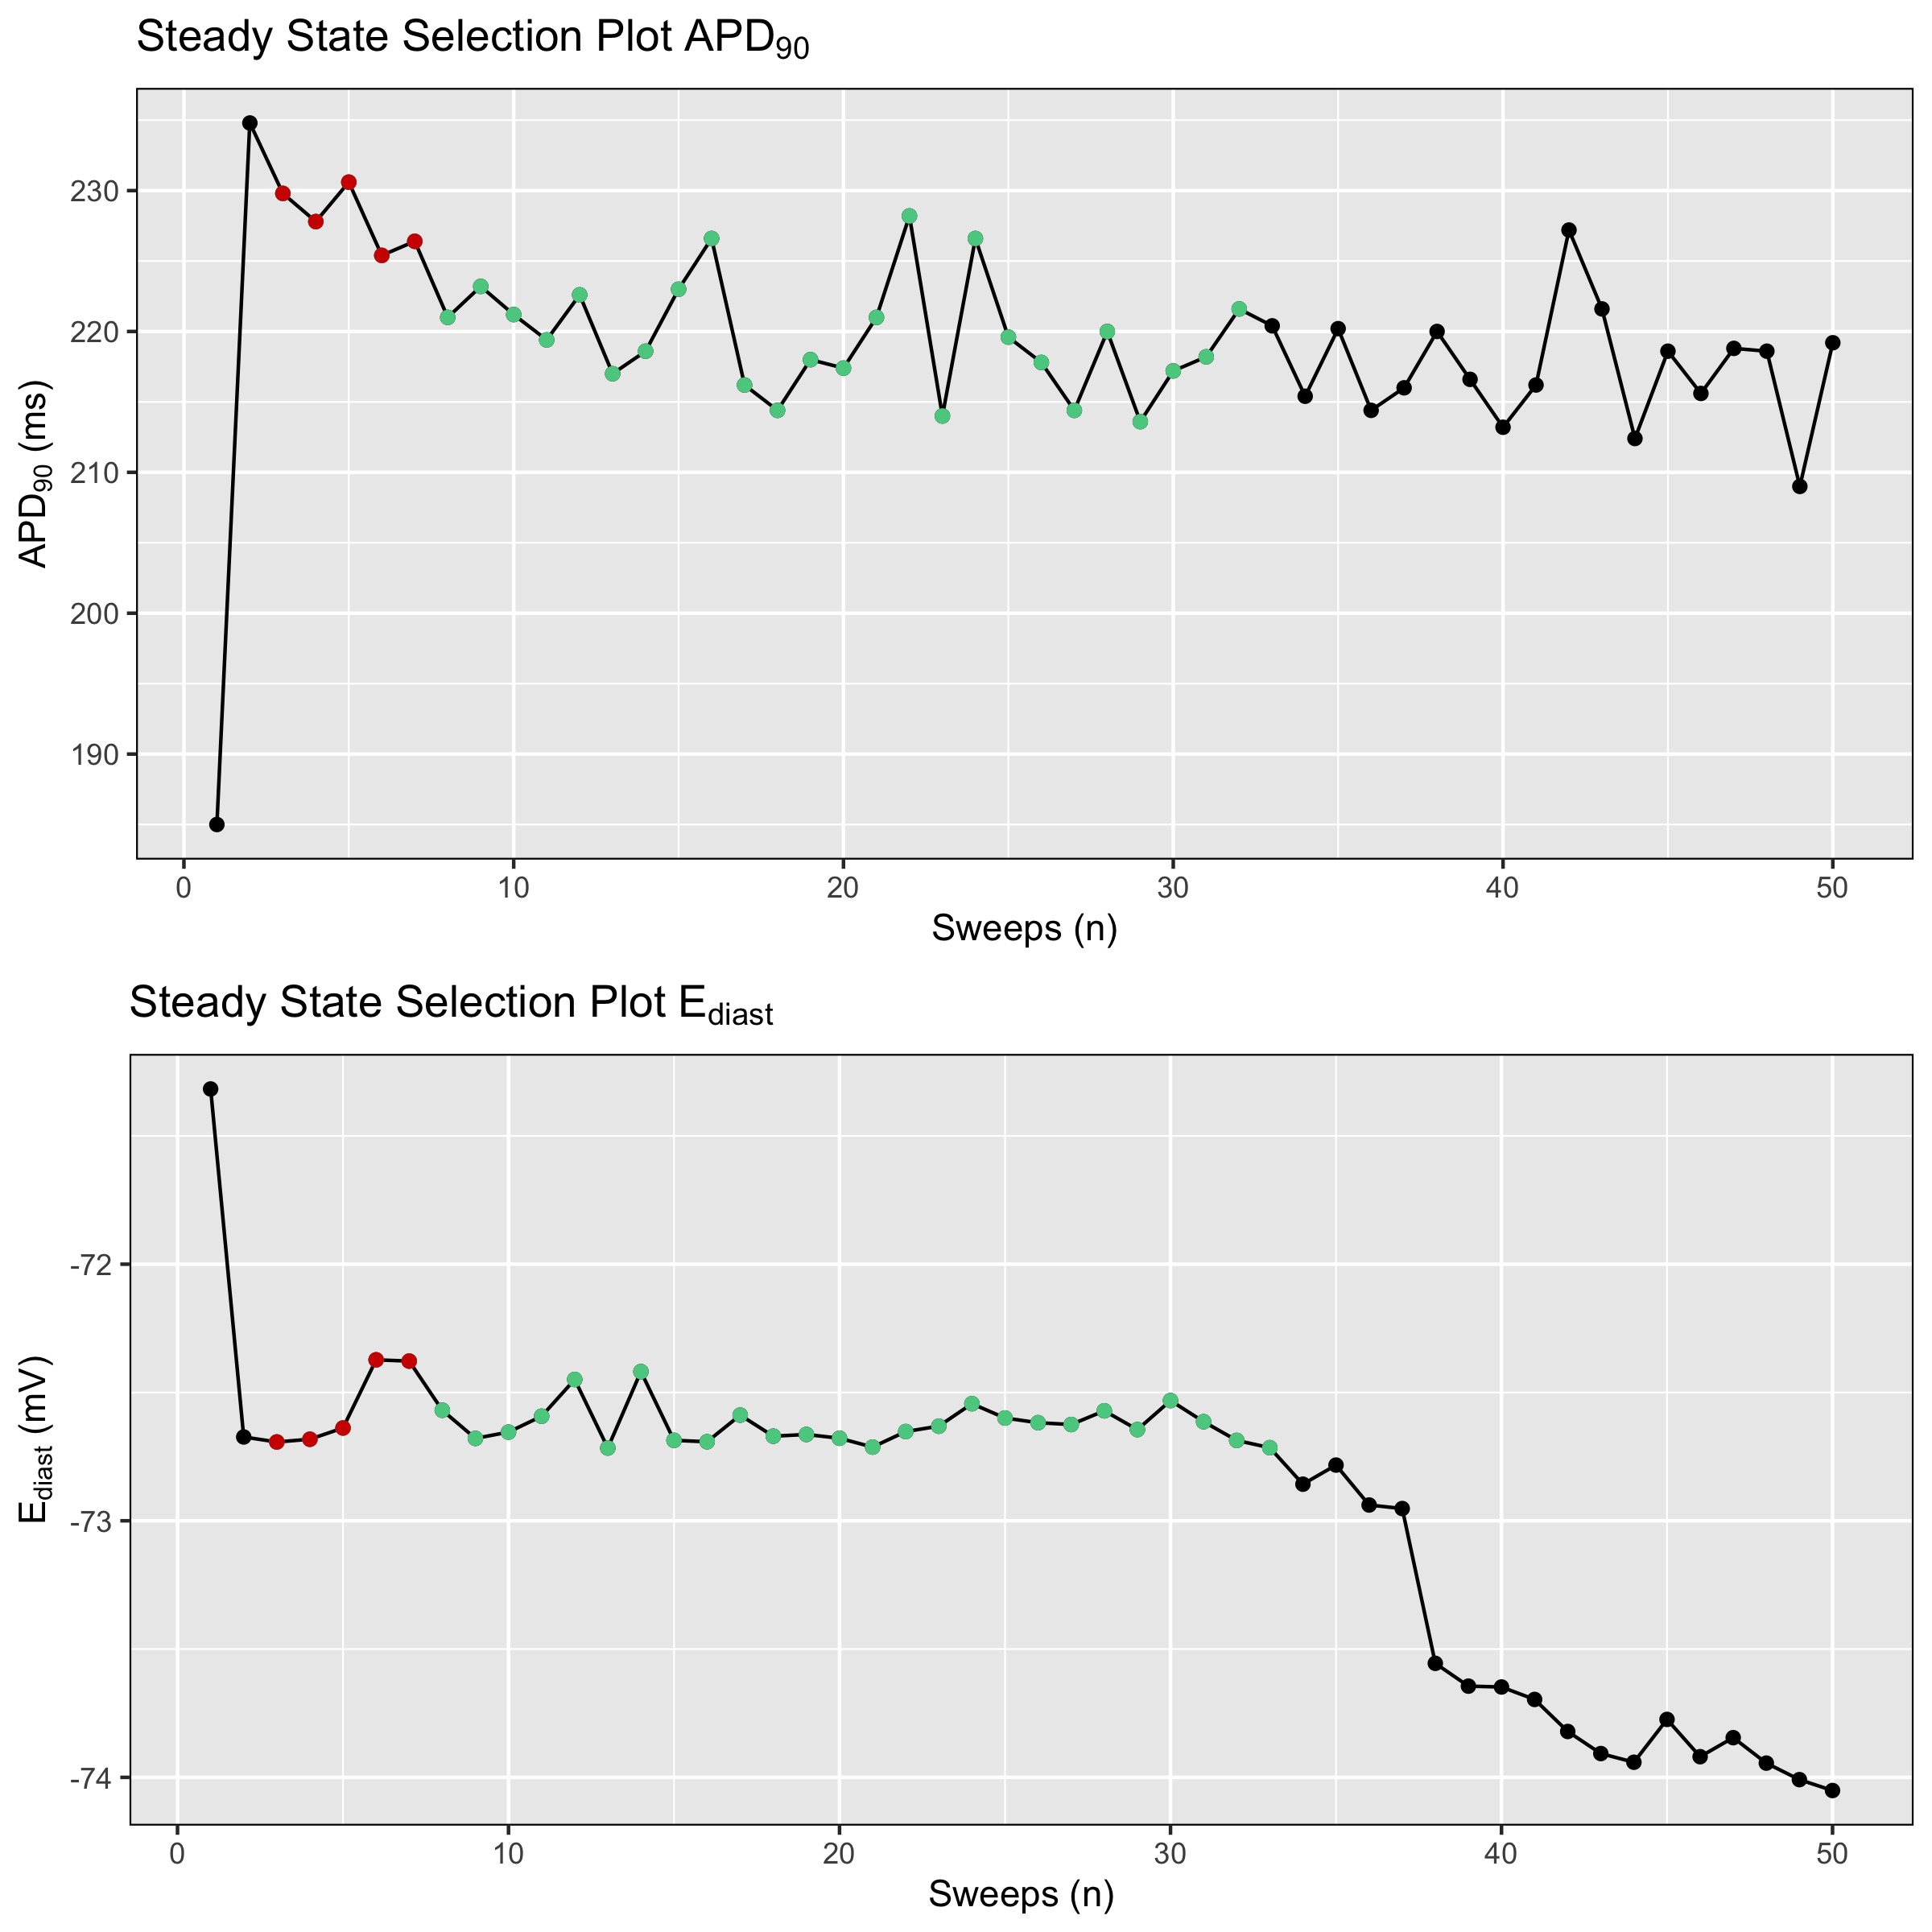 Steady State Selection Plot APD90
230
220
210
200
190
APD90 (ms)
0 10 20 30 40 50
Sweeps (n)
Steady State Selection Plot Ediast
-72
-73
-74
Ediast (mV)
0 10 20 30 40 50
Sweeps (n)